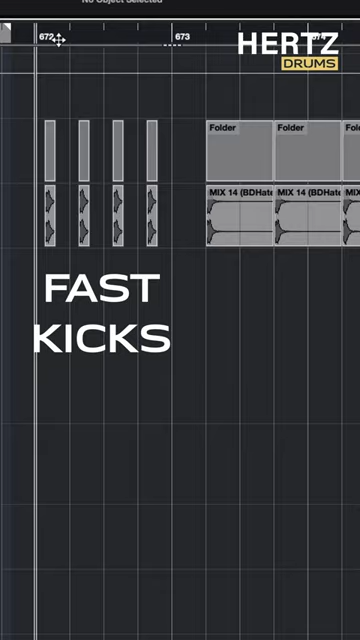 No Object Selected
672
673
HERTZ
DRUMS
Folder
Folder
MIX 14 (BDHate
MIX 14 (BDHate
FAST
KICKS